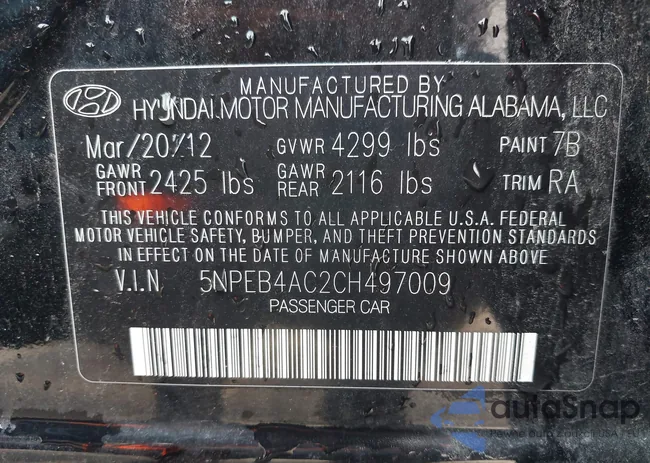 MANUFACTURED BY
HYUNDAI MOTOR MANUFACTURING ALABAMA, LLC
Mar/2012 GVWR 4299 lbs PAINT 7B
GAWR FRONT 2425 lbs GAWR REAR 2116 lbs TRIM RA
THIS VEHICLE CONFORMS TO ALL APPLICABLE U.S.A. FEDERAL
MOTOR VEHICLE SAFETY, BUMPER, AND THEFT PREVENTION STANDARDS
IN EFFECT ON THE DATE OF MANUFACTURE SHOWN ABOVE
V.I.N 5NPEB4AC2CH497009
PASSENGER CAR
autoSnap